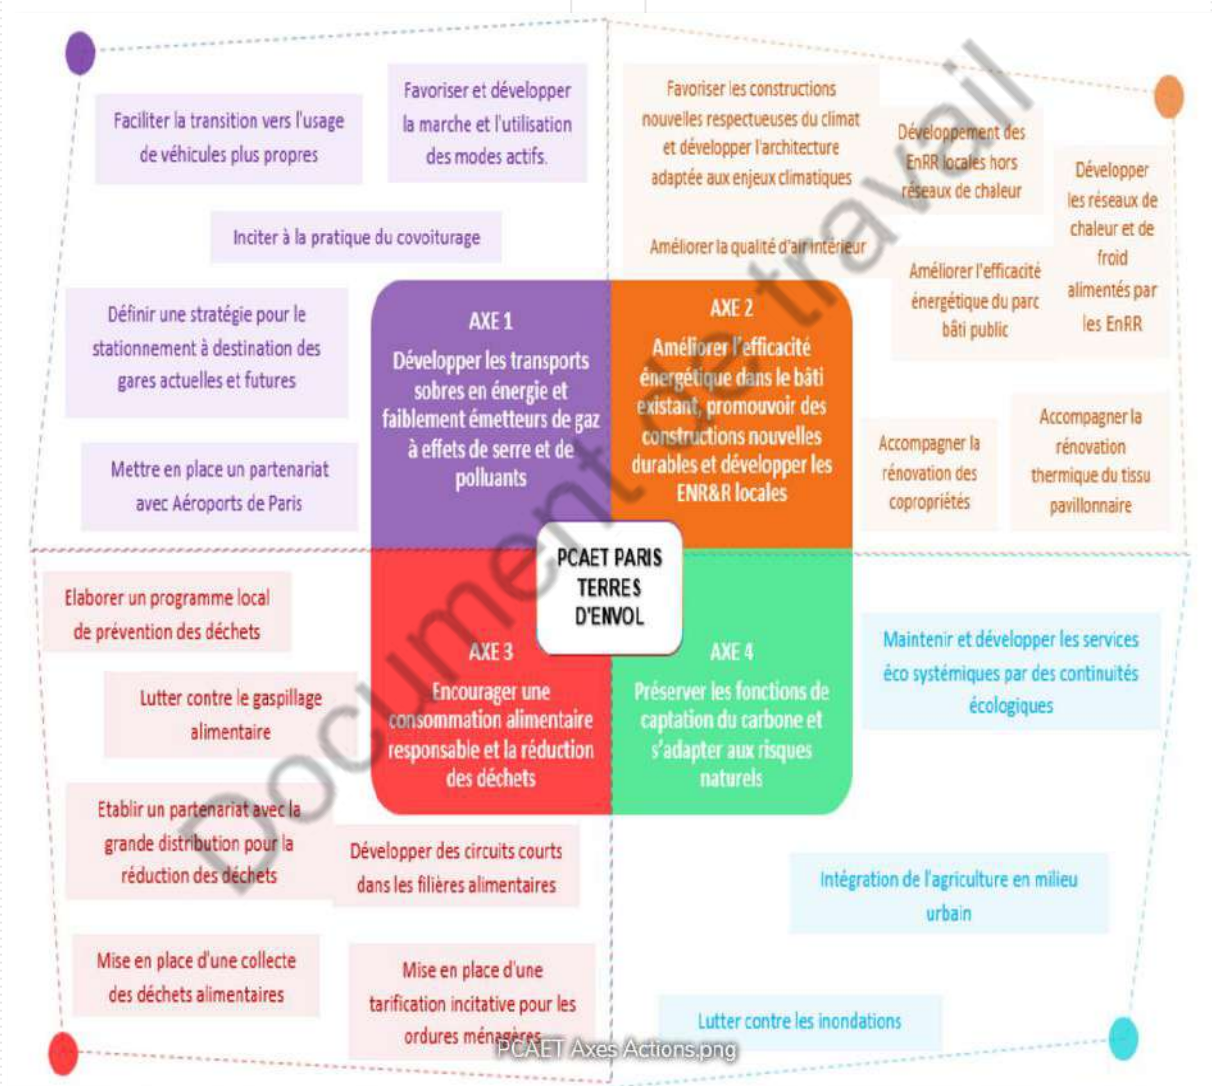 Faciliter la transition vers l'usage
de véhicules plus propres
Favoriser et développer
la marche et l'utilisation
des modes actifs.
Inciter à la pratique du covoiturage
Définir une stratégie pour le
stationnement à destination des
gares actuelles et futures
Mettre en place un partenariat
avec Aéroports de Paris
AXE 1
Développer les transports
sobres en énergie et
faiblement émetteurs de gaz
à effets de serre et de
polluants
Favoriser les constructions
nouvelles respectueuses du climat
et développer l'architecture
adaptée aux enjeux climatiques
Développement des
EnRR locales hors
réseaux de chaleur
Développer
les réseaux de
chaleur et de
froid
alimentés par
les EnRR
Améliorer la qualité d'air intérieur
Améliorer l'efficacité
énergétique du parc
bâti public
AXE 2
Améliorer l'efficacité
énergétique dans le bâti
existant, promouvoir des
constructions nouvelles
durables et développer les
ENR&R locales
Accompagner la
rénovation des
copropriétés
Accompagner la
rénovation
thermique du tissu
pavillonnaire
PCAET PARIS
TERRES
D'ENVOL
Elaborer un programme local
de prévention des déchets
Lutter contre le gaspillage
alimentaire
AXE 3
Encourager une
consommation alimentaire
responsable et la réduction
des déchets
Etablir un partenariat avec la
grande distribution pour la
réduction des déchets
Développer des circuits courts
dans les filières alimentaires
Mise en place d'une collecte
des déchets alimentaires
Mise en place d'une
tarification incitative pour les
ordures ménagères
AXE 4
Préserver les fonctions de
captation du carbone et
s'adapter aux risques
naturels
Maintenir et développer les services
éco systémiques par des continuités
écologiques
Intégration de l'agriculture en milieu
urbain
Lutter contre les inondations
Document de travail
PCAET Axes Actions.png